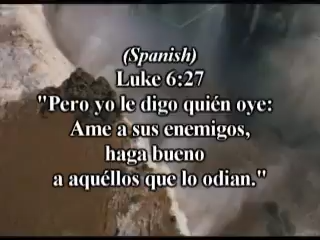 (Spanish)
Luke 6:27
"Pero yo le digo quién oye:
Ame a sus enemigos,
haga bueno
a aquéllos que lo odian."